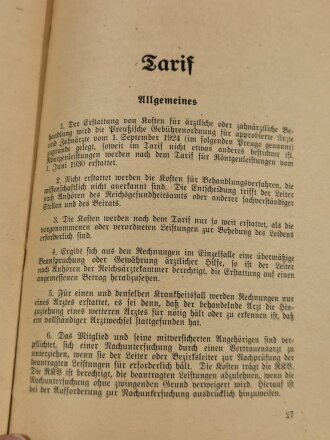 Tarif
Allgemeines
1. Der Erstattung von Kosten für ärztliche oder zahnärztliche Be-
handlung wird die Preußische Gebührenordnung für approbierte Ärzte
und Zahnärzte vom 1. September 1924 (im folgenden Preugo genannt)
zugrunde gelegt, soweit im Tarif nicht etwas anderes bestimmt ist.
Röntgenleistungen werden nach dem Tarif für Röntgenleistungen vom
1. Juni 1930 erstattet.
2. Nicht erstattet werden die Kosten für Behandlungsverfahren, die
wissenschaftlich nicht anerkannt sind. Die Entscheidung trifft der Leiter
nach Anhören des Reichsgesundheitsamts oder anderer sachverständiger
Stellen und des Beirats.
3. Die Kosten werden nach dem Tarif nur so weit erstattet, als die
vorgenommenen oder verordneten Leistungen zur Behebung des Leidens
erforderlich sind.
4. Ergibt sich aus den Rechnungen im Einzelfalle eine übermäßige
Beanspruchung oder Gewährung ärztlicher Hilfe, so ist der Leiter
nach Anhören der Reichsärztekammer berechtigt, die Erstattung auf einen
angemessenen Betrag herabzusetzen.
5. Für einen und denselben Krankheitsfall werden Rechnungen nur
eines Arztes erstattet, es sei denn, daß der behandelnde Arzt die Hin-
zuziehung eines weiteren Arztes für nötig hält oder zu erkennen ist, daß
ein vollständiger Arztwechsel stattgefunden hat.
6. Das Mitglied und seine mitversicherten Angehörigen sind ver-
pflichtet, sich einer Nachuntersuchung durch einen Vertrauensarzt zu
unterziehen, wenn sie der Leiter oder Bezirksleiter zur Nachprüfung der
beantragten Leistungen für erforderlich hält. Die Kosten trägt die RKB.
Die RKB ist berechtigt, die beantragten Leistungen abzulehnen, wenn die
Nachuntersuchung ohne zwingenden Grund verweigert wird. Hierauf ist
bei der Aufforderung zur Nachuntersuchung ausdrücklich hinzuweisen.
27